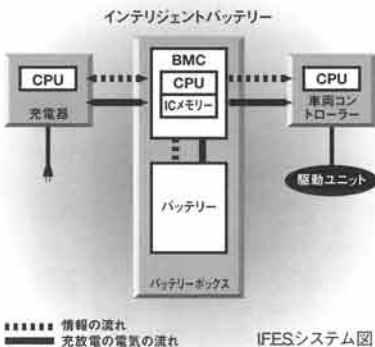 インテリジェントバッテリー
BMC
CPU
ICメモリー
CPU
充電器
CPU
車両コン
トローラー
駆動ユニット
バッテリー
バッテリーボックス
情報の流れ
充放電の電気の流れ
IFESシステム図